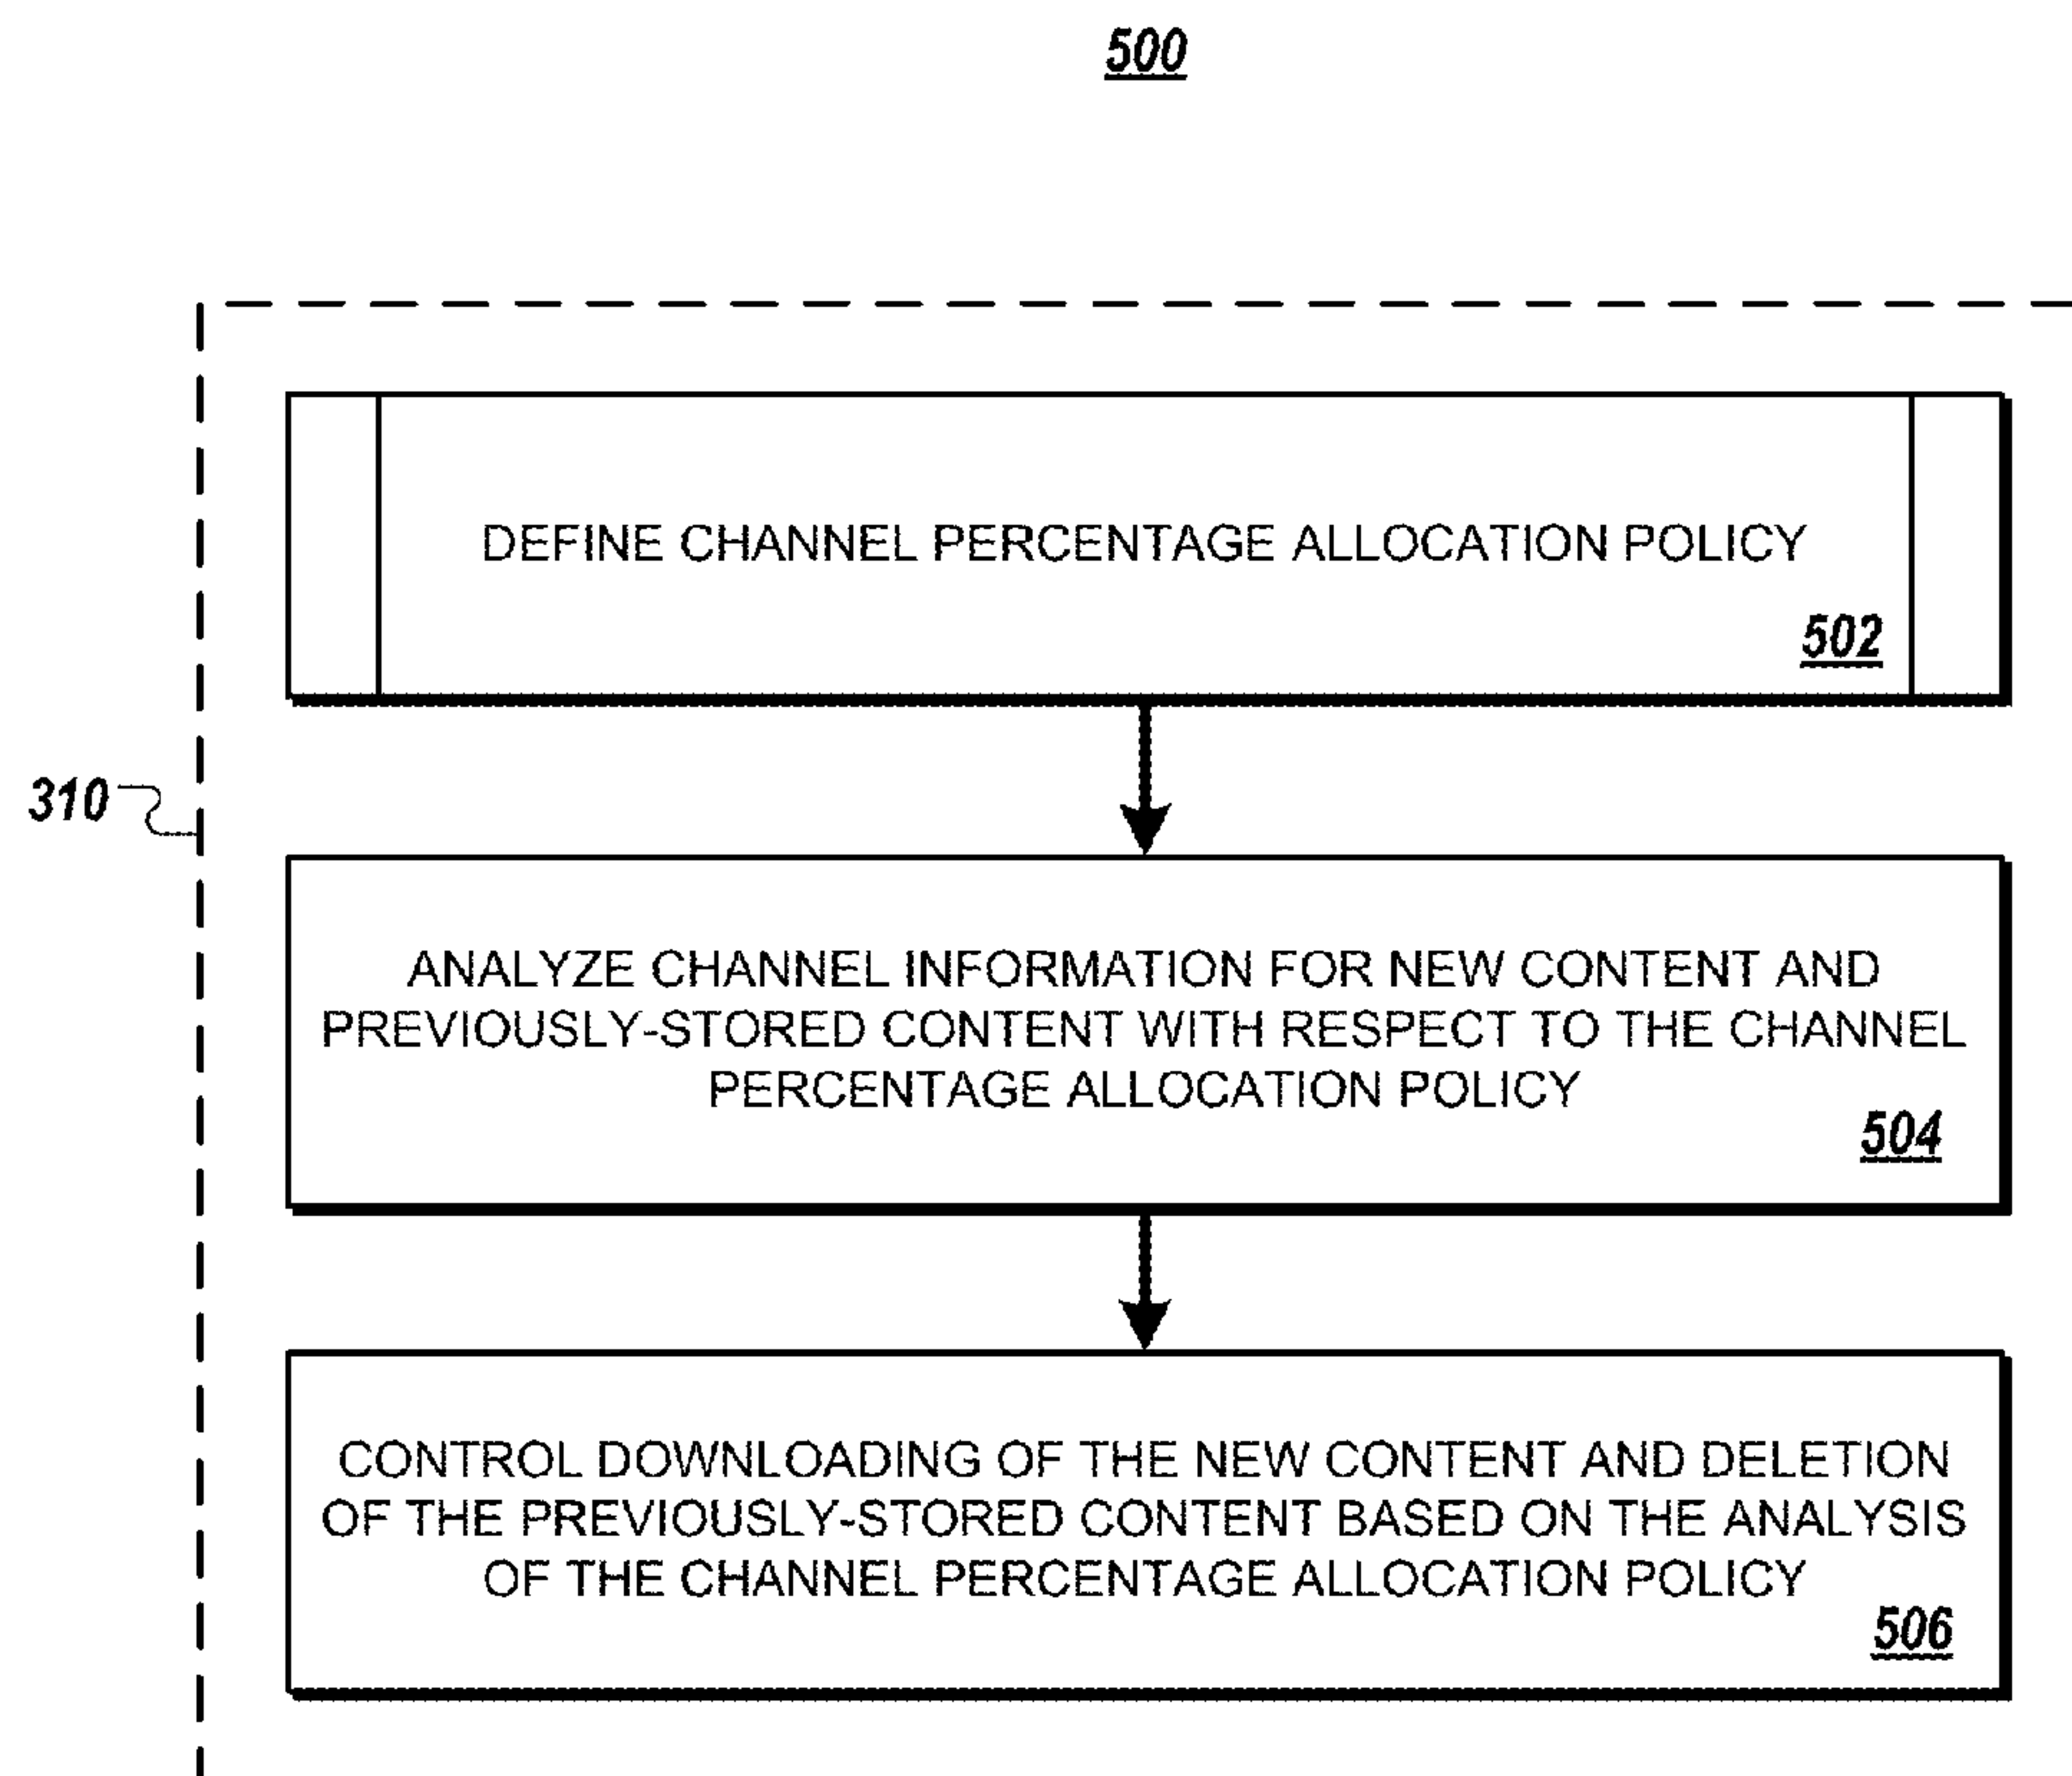 500
DEFINE CHANNEL PERCENTAGE ALLOCATION POLICY
502
310
ANALYZE CHANNEL INFORMATION FOR NEW CONTENT AND
PREVIOUSLY-STORED CONTENT WITH RESPECT TO THE CHANNEL
PERCENTAGE ALLOCATION POLICY
504
CONTROL DOWNLOADING OF THE NEW CONTENT AND DELETION
OF THE PREVIOUSLY-STORED CONTENT BASED ON THE ANALYSIS
OF THE CHANNEL PERCENTAGE ALLOCATION POLICY
506